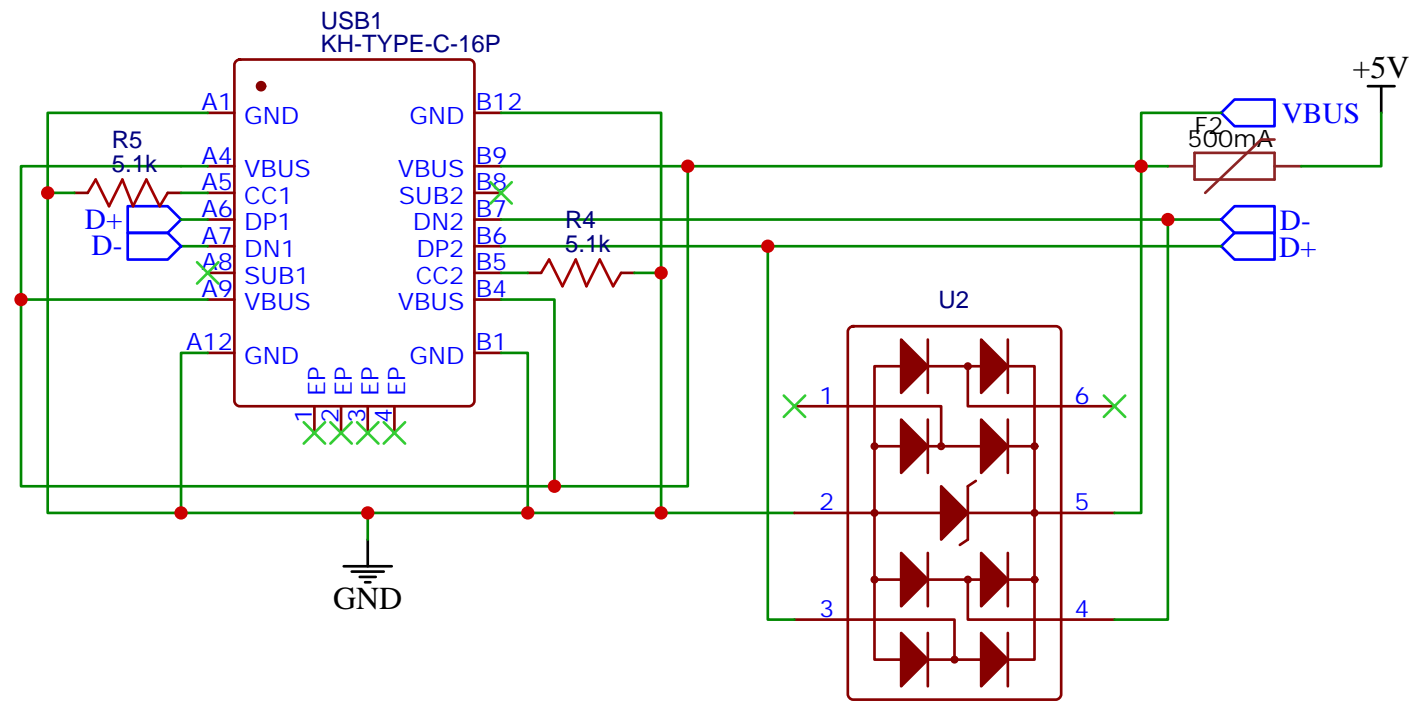 USB1
KH-TYPE-C-16P
A1
GND
GND
B12
R5
5.1k
A4
VBUS
VBUS
B9
A5
CC1
SUB2
B8
D+
A6
DP1
DN2
B7
D-
A7
DN1
DP2
B6
A8
SUB1
CC2
B5
A9
VBUS
VBUS
B4
A12
GND
GND
B1
EP
EP
EP
EP
1
2
3
4
R4
5.1k
+5V
VBUS
F2
500mA
D-
D+
U2
1
6
2
5
3
4
GND